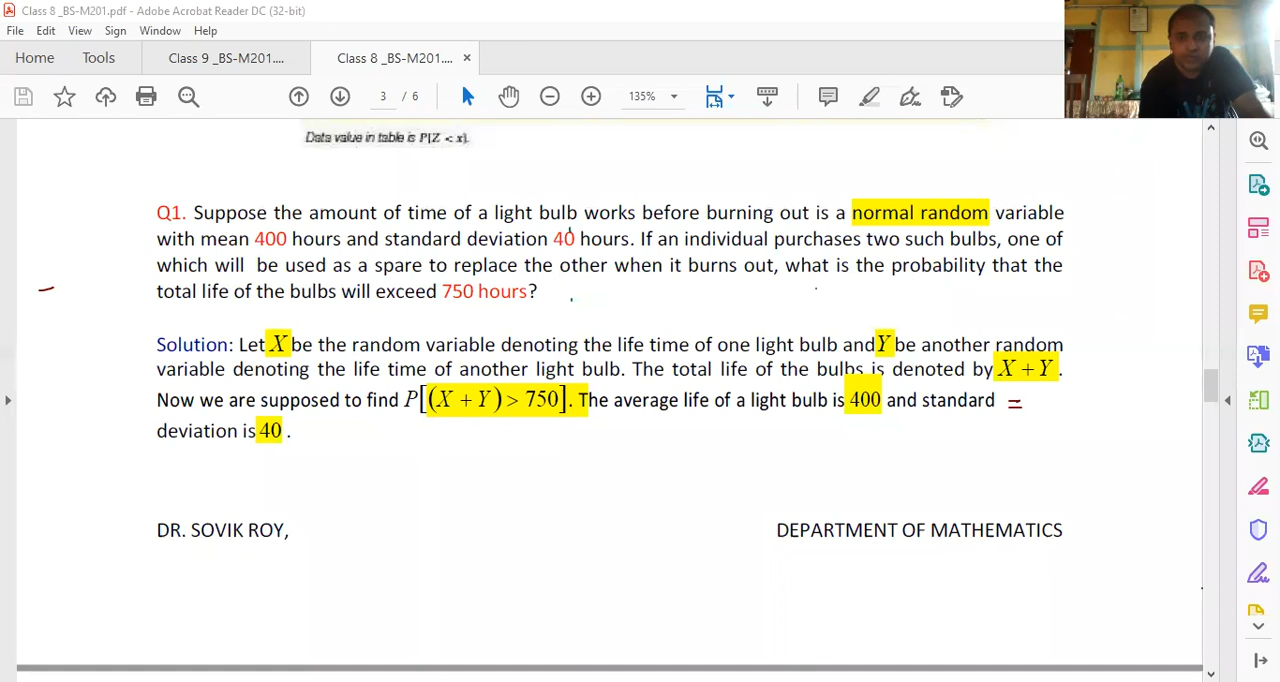 Class 8 _BS-M201.pdf - Adobe Acrobat Reader DC (32-bit)
File Edit View Sign Window Help
Home Tools Class 9 _BS-M201.... Class 8 _BS-M201.... ×
3 / 6 135%
Data value in table is P[Z < x).
Q1. Suppose the amount of time of a light bulb works before burning out is a normal random variable
with mean 400 hours and standard deviation 40 hours. If an individual purchases two such bulbs, one of
which will be used as a spare to replace the other when it burns out, what is the probability that the
total life of the bulbs will exceed 750 hours?
Solution: Let X be the random variable denoting the life time of one light bulb and Y be another random
variable denoting the life time of another light bulb. The total life of the bulbs is denoted by X + Y .
Now we are supposed to find P[(X + Y) > 750]. The average life of a light bulb is 400 and standard
deviation is 40 .
DR. SOVIK ROY, DEPARTMENT OF MATHEMATICS